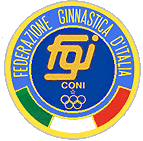 FEDERAZIONE GINNASTICA D'ITALIA
fgi
CONI